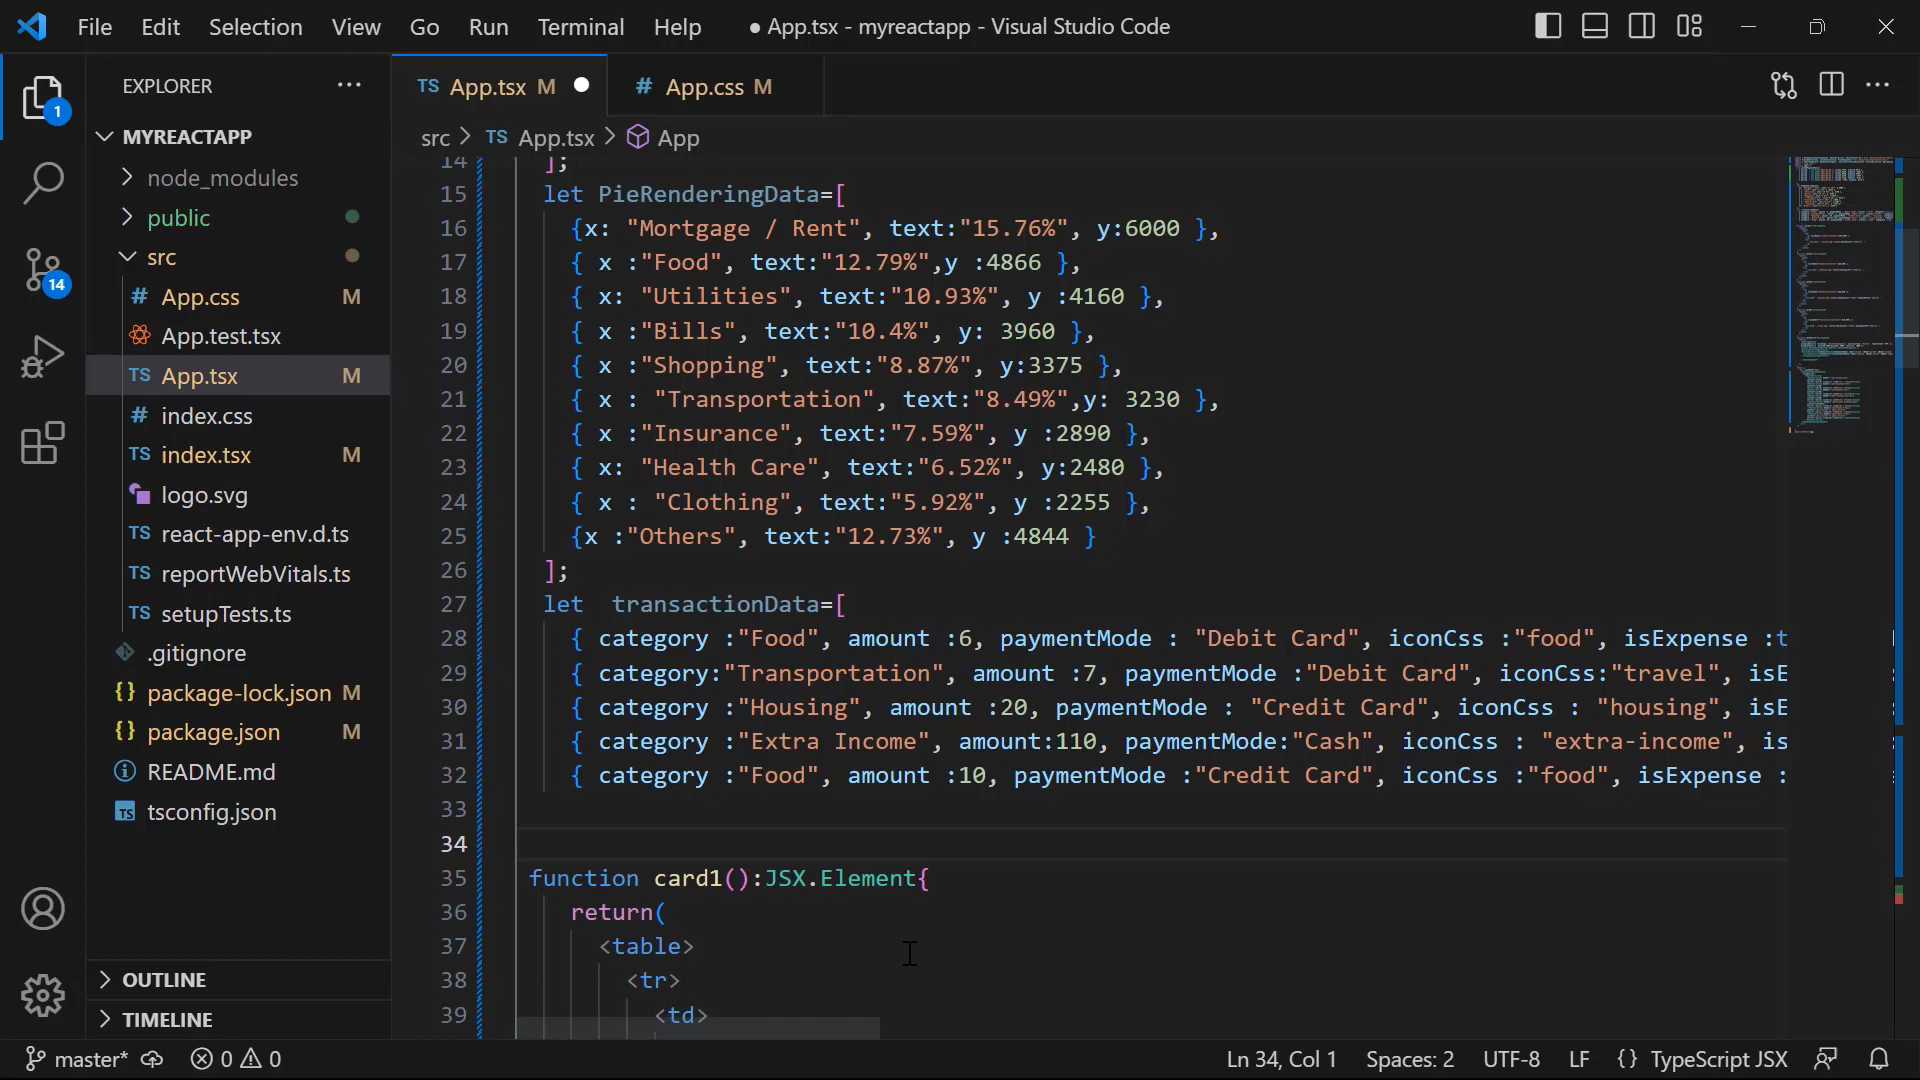 File Edit Selection View Go Run Terminal Help ● App.tsx - myreactapp - Visual Studio Code
EXPLORER ···
TS App.tsx M ●
# App.css M
1
MYREACTAPP
src > TS App.tsx > App
node_modules
public
src
14
# App.css M
App.test.tsx
TS App.tsx M
# index.css
TS index.tsx M
logo.svg
TS react-app-env.d.ts
TS reportWebVitals.ts
TS setupTests.ts
.gitignore
{} package-lock.json M
{} package.json M
README.md
TS tsconfig.json
OUTLINE
TIMELINE
14 ];
15 let PieRenderingData=[
16 {x: "Mortgage / Rent", text:"15.76%", y:6000 },
17 { x :"Food", text:"12.79%",y :4866 },
18 { x: "Utilities", text:"10.93%", y :4160 },
19 { x :"Bills", text:"10.4%", y: 3960 },
20 { x :"Shopping", text:"8.87%", y:3375 },
21 { x : "Transportation", text:"8.49%",y: 3230 },
22 { x :"Insurance", text:"7.59%", y :2890 },
23 { x: "Health Care", text:"6.52%", y:2480 },
24 { x : "Clothing", text:"5.92%", y :2255 },
25 {x :"Others", text:"12.73%", y :4844 }
26 ];
27 let  transactionData=[
28 { category :"Food", amount :6, paymentMode : "Debit Card", iconCss :"food", isExpense :t
29 { category:"Transportation", amount :7, paymentMode :"Debit Card", iconCss:"travel", isE
30 { category :"Housing", amount :20, paymentMode : "Credit Card", iconCss : "housing", isE
31 { category :"Extra Income", amount:110, paymentMode:"Cash", iconCss : "extra-income", is
32 { category :"Food", amount :10, paymentMode :"Credit Card", iconCss :"food", isExpense :
33
34
35 function card1():JSX.Element{
36 return(
37 <table>
38 <tr>
39 <td>
master* 0 0 Ln 34, Col 1 Spaces: 2 UTF-8 LF {} TypeScript JSX